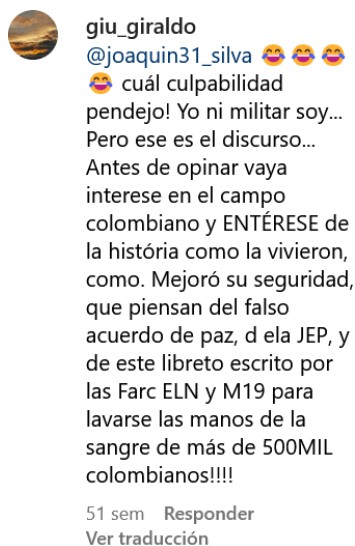 giu_giraldo
@joaquin31_silva 😂😂😂
😂 cuál culpabilidad
pendejo! Yo ni militar soy...
Pero ese es el discurso...
Antes de opinar vaya
interese en el campo
colombiano y ENTÉRESE de
la história como la vivieron,
como. Mejoró su seguridad,
que piensan del falso
acuerdo de paz, d ela JEP, y
de este libreto escrito por
las Farc ELN y M19 para
lavarse las manos de la
sangre de más de 500MIL
colombianos!!!!
51 sem Responder
Ver traducción